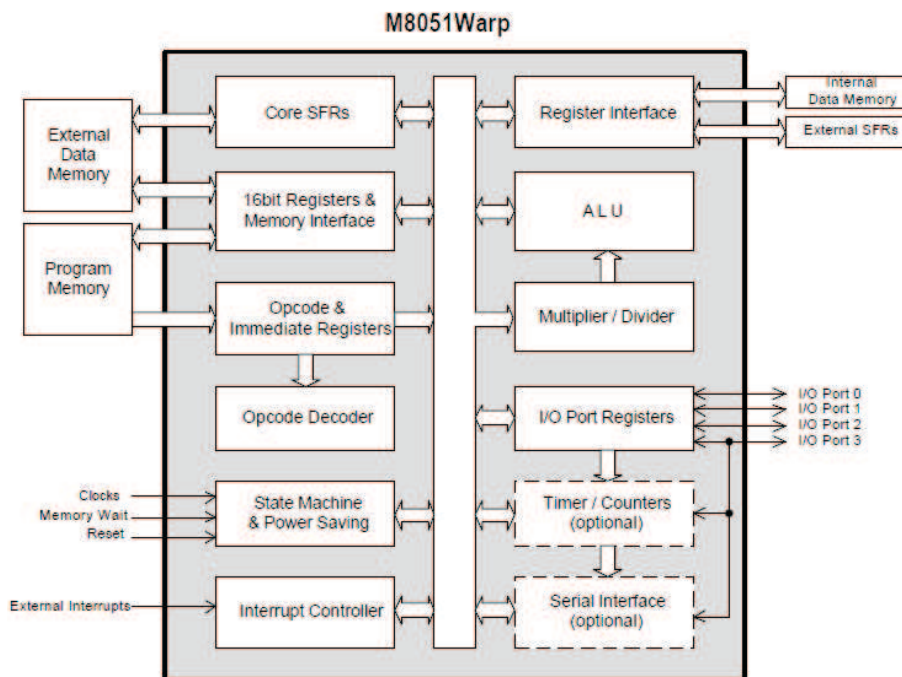 M8051Warp
External
Data
Memory
Program
Memory
Core SFRs
16bit Registers &
Memory Interface
Opcode &
Immediate Registers
Opcode Decoder
Clocks
Memory Wait
Reset
State Machine
& Power Saving
External Interrupts
Interrupt Controller
Register Interface
Internal
Data Memory
External SFRs
A L U
Multiplier / Divider
I/O Port Registers
I/O Port 0
I/O Port 1
I/O Port 2
I/O Port 3
Timer / Counters
(optional)
Serial Interface
(optional)